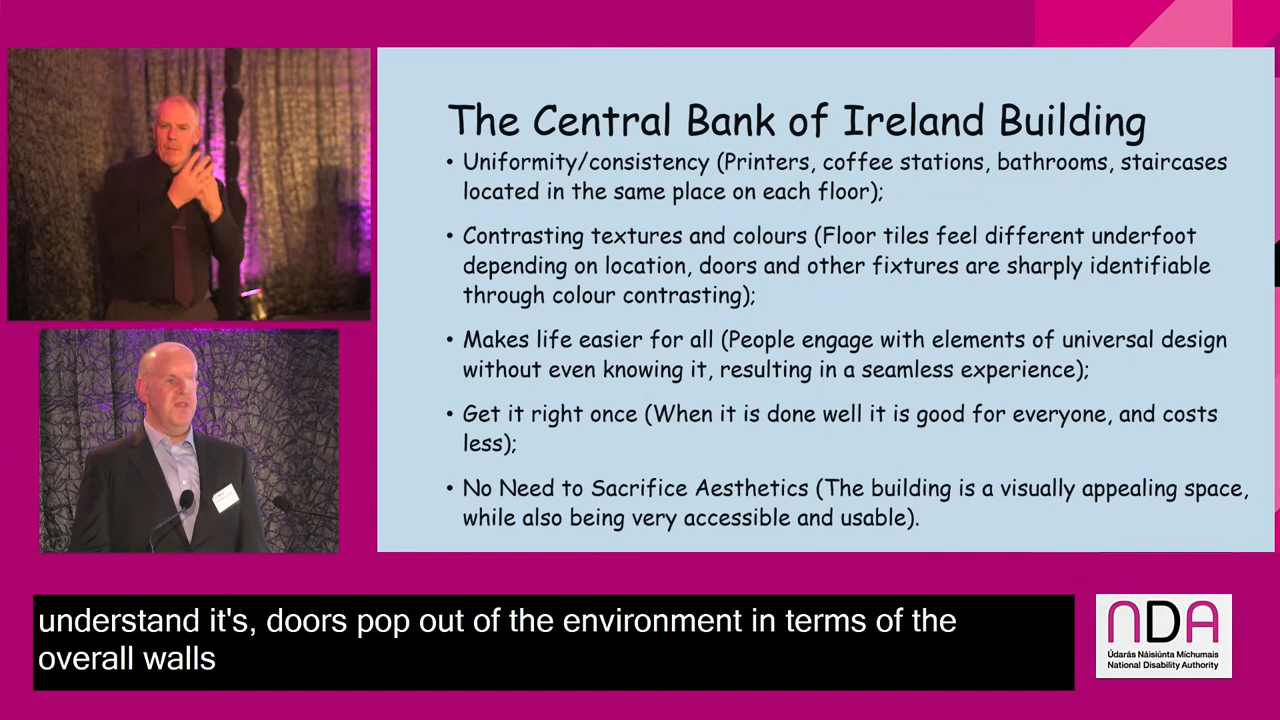 The Central Bank of Ireland Building
• Uniformity/consistency (Printers, coffee stations, bathrooms, staircases
located in the same place on each floor);
• Contrasting textures and colours (Floor tiles feel different underfoot
depending on location, doors and other fixtures are sharply identifiable
through colour contrasting);
• Makes life easier for all (People engage with elements of universal design
without even knowing it, resulting in a seamless experience);
• Get it right once (When it is done well it is good for everyone, and costs
less);
• No Need to Sacrifice Aesthetics (The building is a visually appealing space,
while also being very accessible and usable).
understand it's, doors pop out of the environment in terms of the
overall walls
NDA
Údarás Náisiúnta Míchumais
National Disability Authority